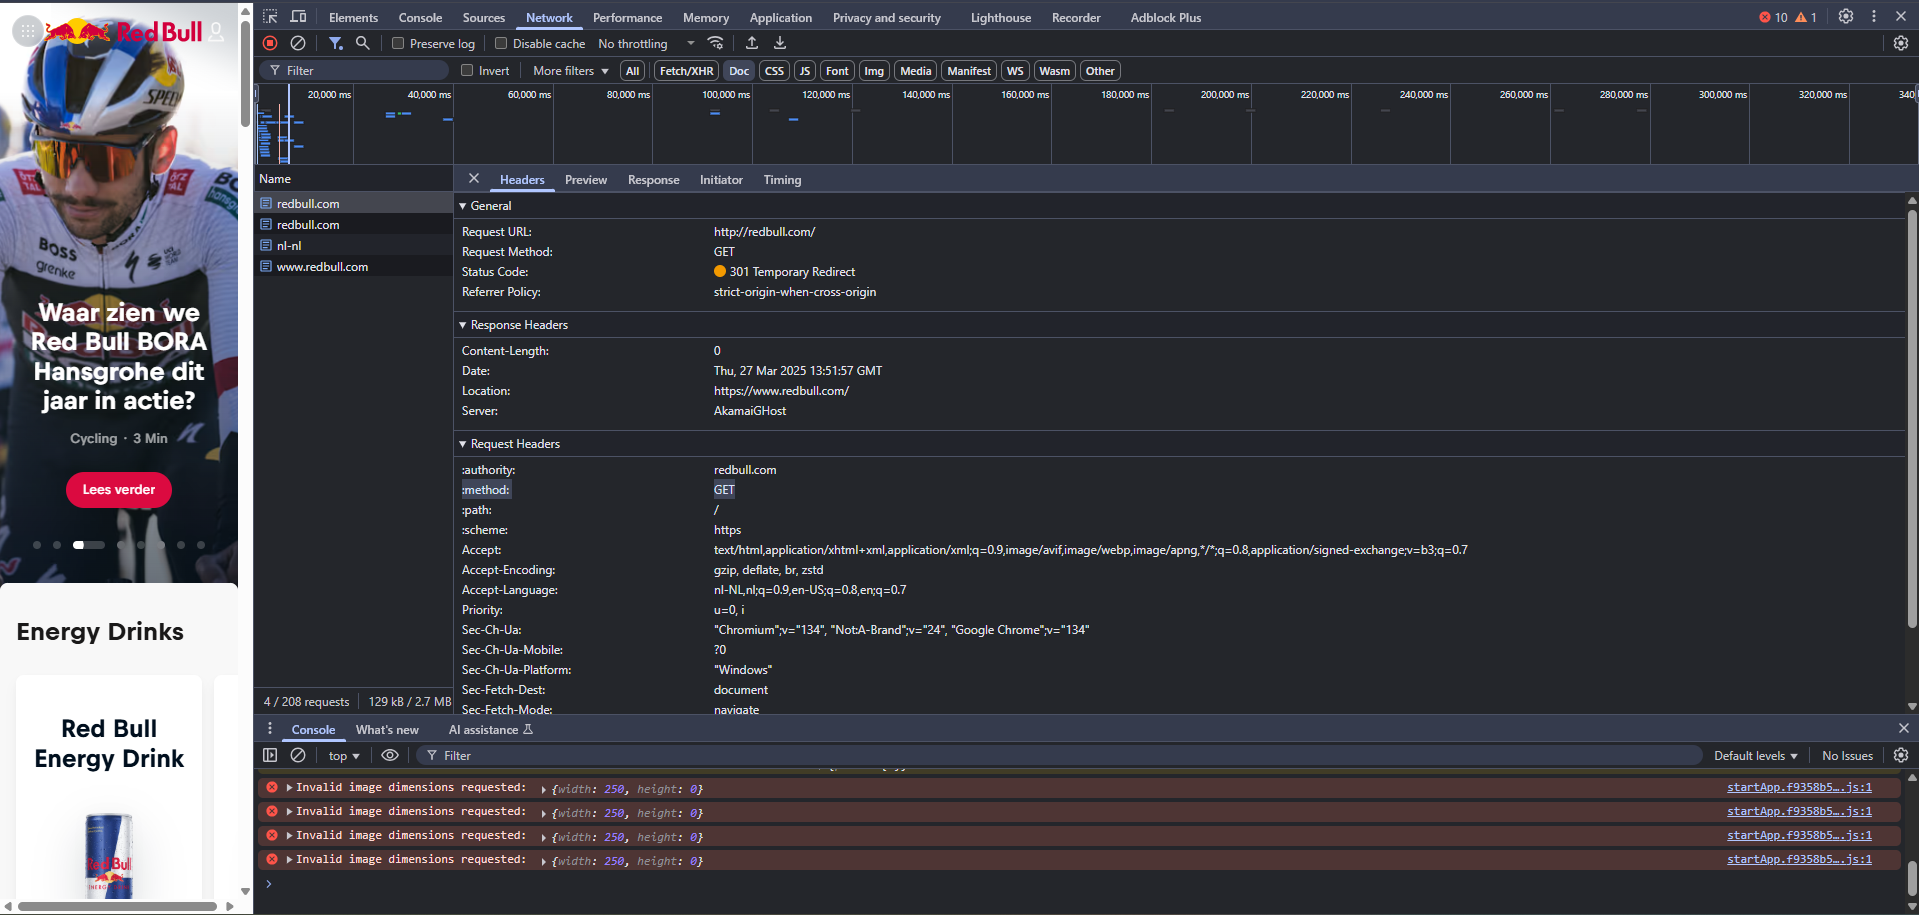 Red Bull
SPEED
BOSS
grenke
Waar zien we
Red Bull BORA
Hansgrohe dit
jaar in actie?
Cycling · 3 Min
Lees verder
Energy Drinks
Red Bull
Energy Drink
Red Bull
Elements Console Sources Network Performance Memory Application Privacy and security Lighthouse Recorder Adblock Plus 10 1
Preserve log Disable cache No throttling
Filter Invert More filters All Fetch/XHR Doc CSS JS Font Img Media Manifest WS Wasm Other
20,000 ms 40,000 ms 60,000 ms 80,000 ms 100,000 ms 120,000 ms 140,000 ms 160,000 ms 180,000 ms 200,000 ms 220,000 ms 240,000 ms 260,000 ms 280,000 ms 300,000 ms 320,000 ms 340
Name
redbull.com
redbull.com
nl-nl
www.redbull.com
4 / 208 requests 129 kB / 2.7 MB
Headers Preview Response Initiator Timing
General
Request URL: http://redbull.com/
Request Method: GET
Status Code: 301 Temporary Redirect
Referrer Policy: strict-origin-when-cross-origin
Response Headers
Content-Length: 0
Date: Thu, 27 Mar 2025 13:51:57 GMT
Location: https://www.redbull.com/
Server: AkamaiGHost
Request Headers
:authority: redbull.com
:method: GET
:path: /
:scheme: https
Accept: text/html,application/xhtml+xml,application/xml;q=0.9,image/avif,image/webp,image/apng,*/*;q=0.8,application/signed-exchange;v=b3;q=0.7
Accept-Encoding: gzip, deflate, br, zstd
Accept-Language: nl-NL,nl;q=0.9,en-US;q=0.8,en;q=0.7
Priority: u=0, i
Sec-Ch-Ua: "Chromium";v="134", "Not:A-Brand";v="24", "Google Chrome";v="134"
Sec-Ch-Ua-Mobile: ?0
Sec-Ch-Ua-Platform: "Windows"
Sec-Fetch-Dest: document
Sec-Fetch-Mode: navigate
Console What's new AI assistance
top Filter Default levels No Issues
Invalid image dimensions requested: {width: 250, height: 0} startApp.f9358b5….js:1
Invalid image dimensions requested: {width: 250, height: 0} startApp.f9358b5….js:1
Invalid image dimensions requested: {width: 250, height: 0} startApp.f9358b5….js:1
Invalid image dimensions requested: {width: 250, height: 0} startApp.f9358b5….js:1